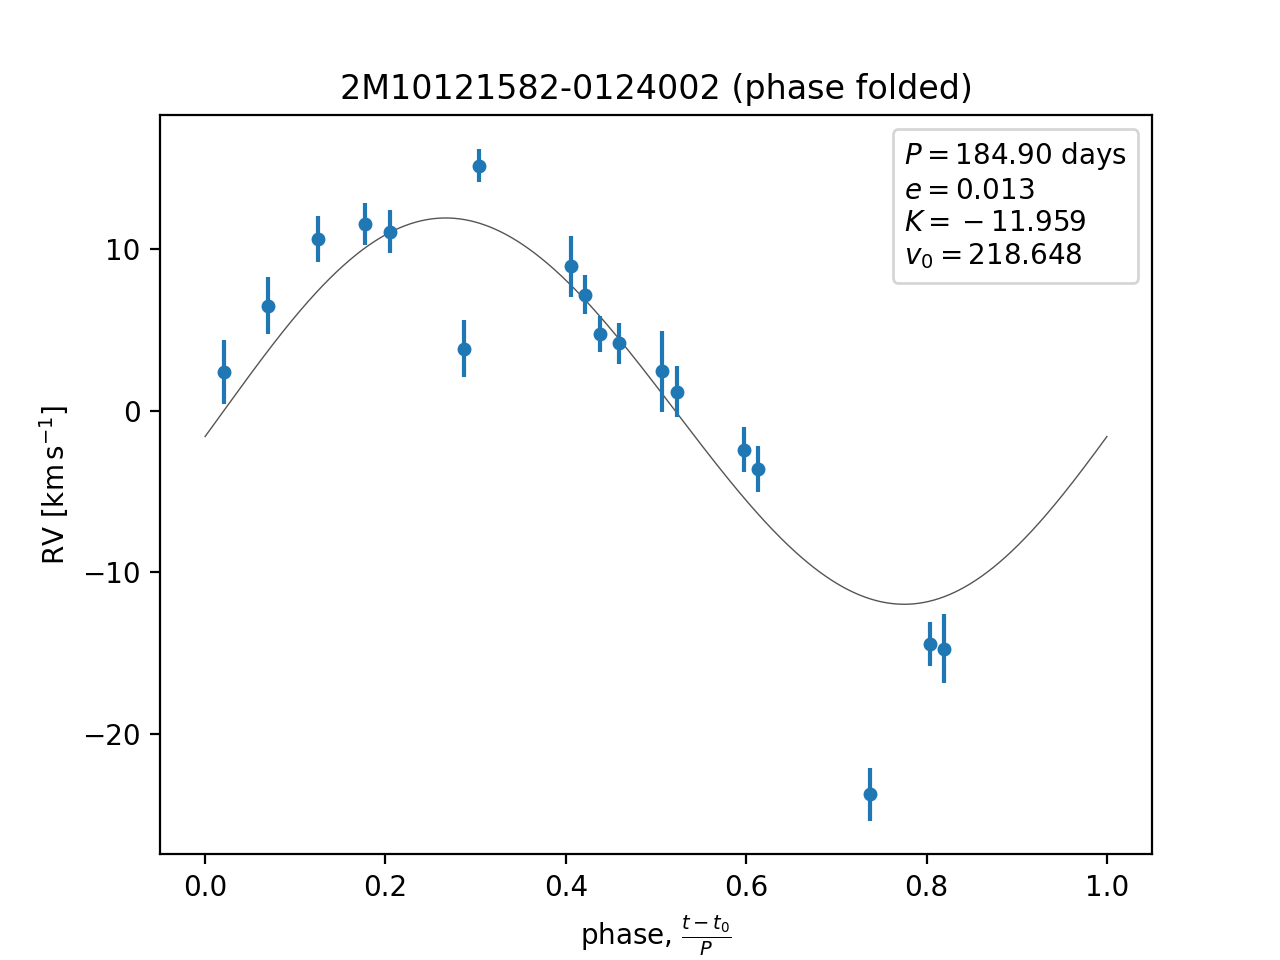 2M10121582-0124002 (phase folded)
P = 184.90 days
e = 0.013
K = −11.959
v₀ = 218.648
RV [km s⁻¹]
10
0
−10
−20
0.0 0.2 0.4 0.6 0.8 1.0
phase, (t − t₀)/P